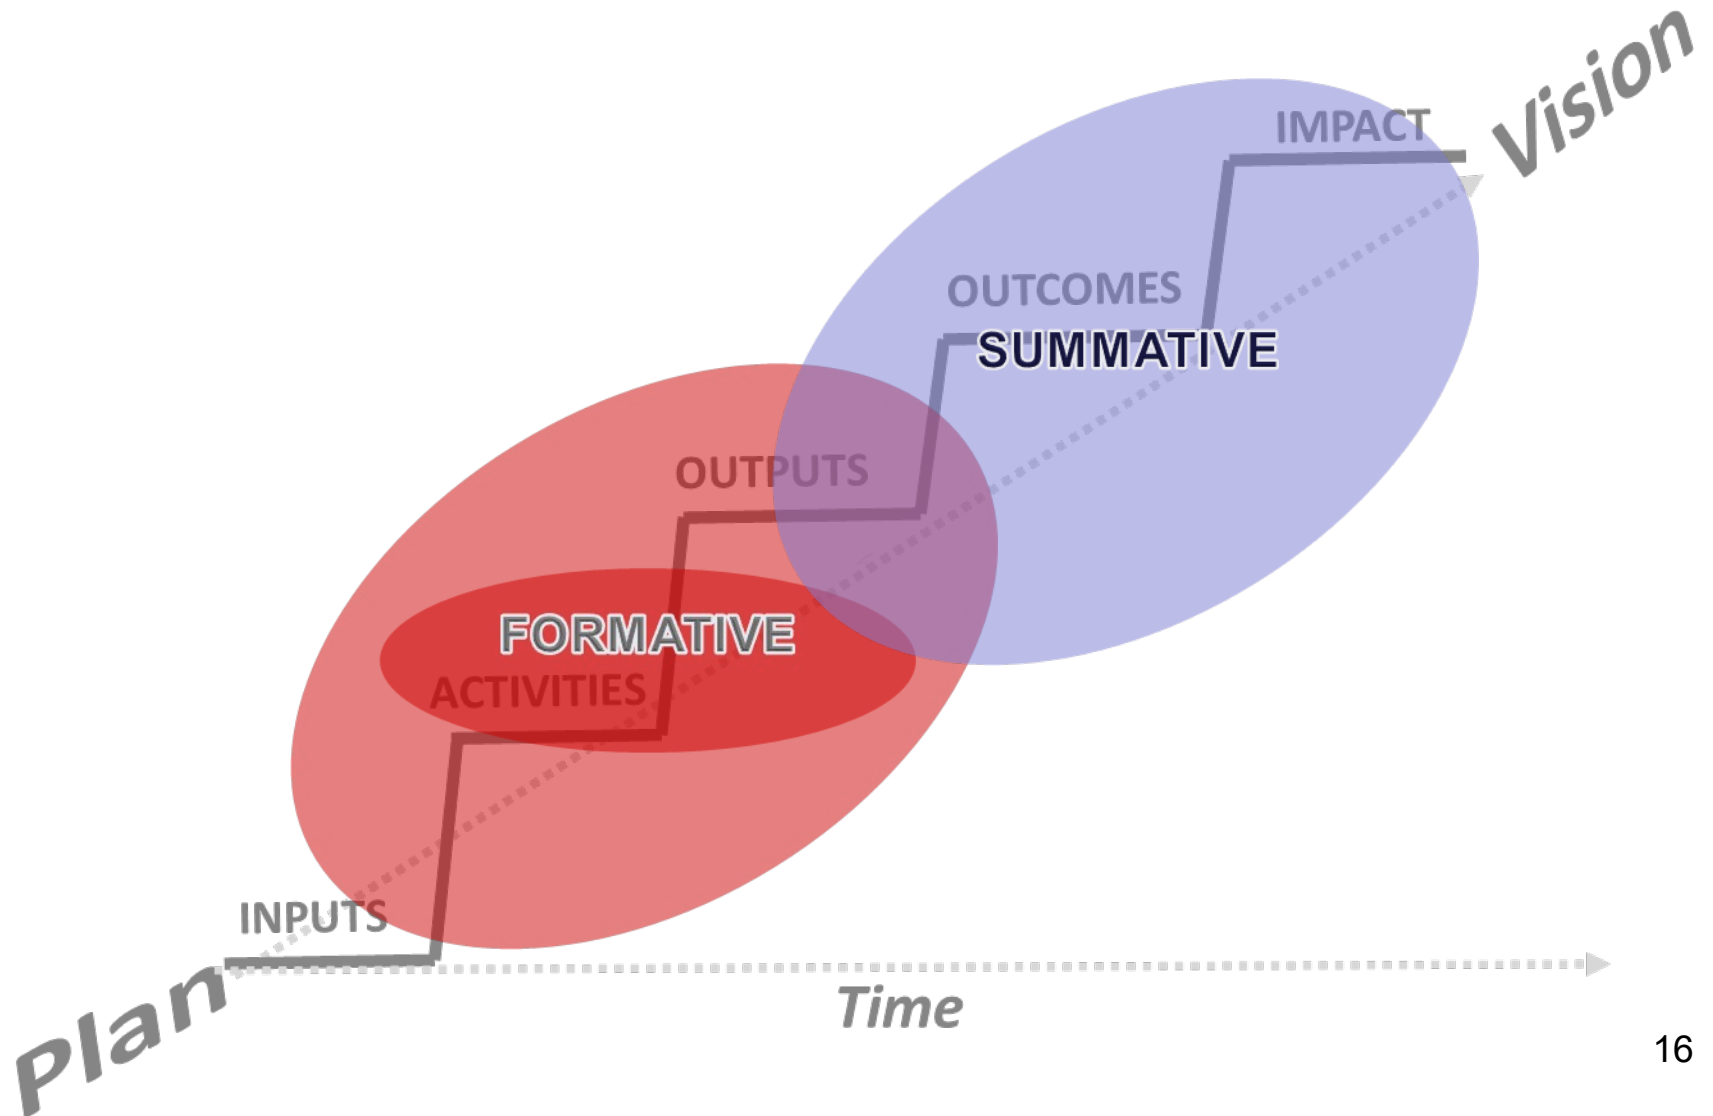 Vision
IMPACT
OUTCOMES
SUMMATIVE
OUTPUTS
FORMATIVE
ACTIVITIES
INPUTS
Plan
Time
16